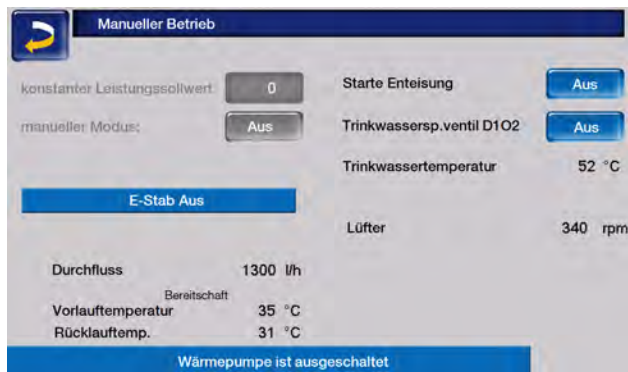 Manueller Betrieb
konstanter Leistungssollwert 0
manueller Modus: Aus
E-Stab Aus
Durchfluss 1300 l/h
Bereitschaft
Vorlauftemperatur 35 °C
Rücklauftemp. 31 °C
Starte Enteisung Aus
Trinkwassersp.ventil D1O2 Aus
Trinkwassertemperatur 52 °C
Lüfter 340 rpm
Wärmepumpe ist ausgeschaltet